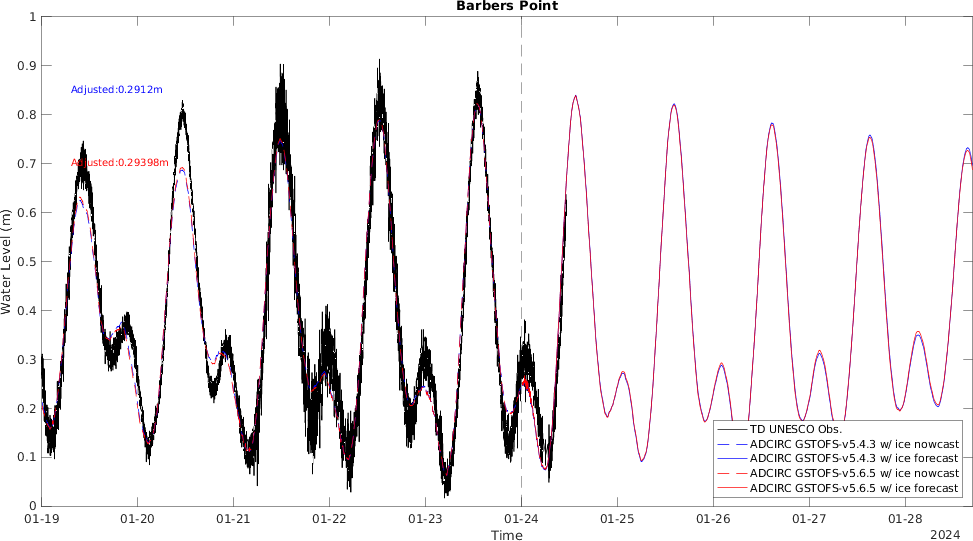 Barbers Point
1
0.9
0.8
0.7
0.6
0.5
0.4
0.3
0.2
0.1
0
Water Level (m)
Adjusted:0.2912m
Adjusted:0.29398m
TD UNESCO Obs.
ADCIRC GSTOFS-v5.4.3 w/ ice nowcast
ADCIRC GSTOFS-v5.4.3 w/ ice forecast
ADCIRC GSTOFS-v5.6.5 w/ ice nowcast
ADCIRC GSTOFS-v5.6.5 w/ ice forecast
01-19 01-20 01-21 01-22 01-23 01-24 01-25 01-26 01-27 01-28
Time
2024